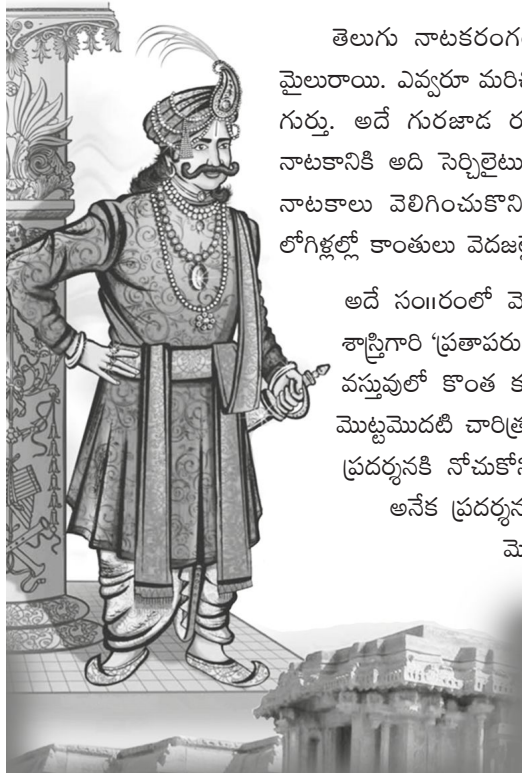 తెలుగు నాటకరంగం
మైలురాయి. ఎవ్వరూ మరిచి
గుర్తు. అదే గురజాడ ర
నాటకానికి అది సెర్చిలైటు
నాటకాలు వెలిగించుకొని
లోగిళ్లల్లో కాంతులు వెదజల్లి
అదే సం॥రంలో వె
శాస్త్రిగారి ‘ప్రతాపరు
వస్తువులో కొంత క
మొట్టమొదటి చారిత్ర
ప్రదర్శనకి నోచుకోన
అనేక ప్రదర్శన
మొ